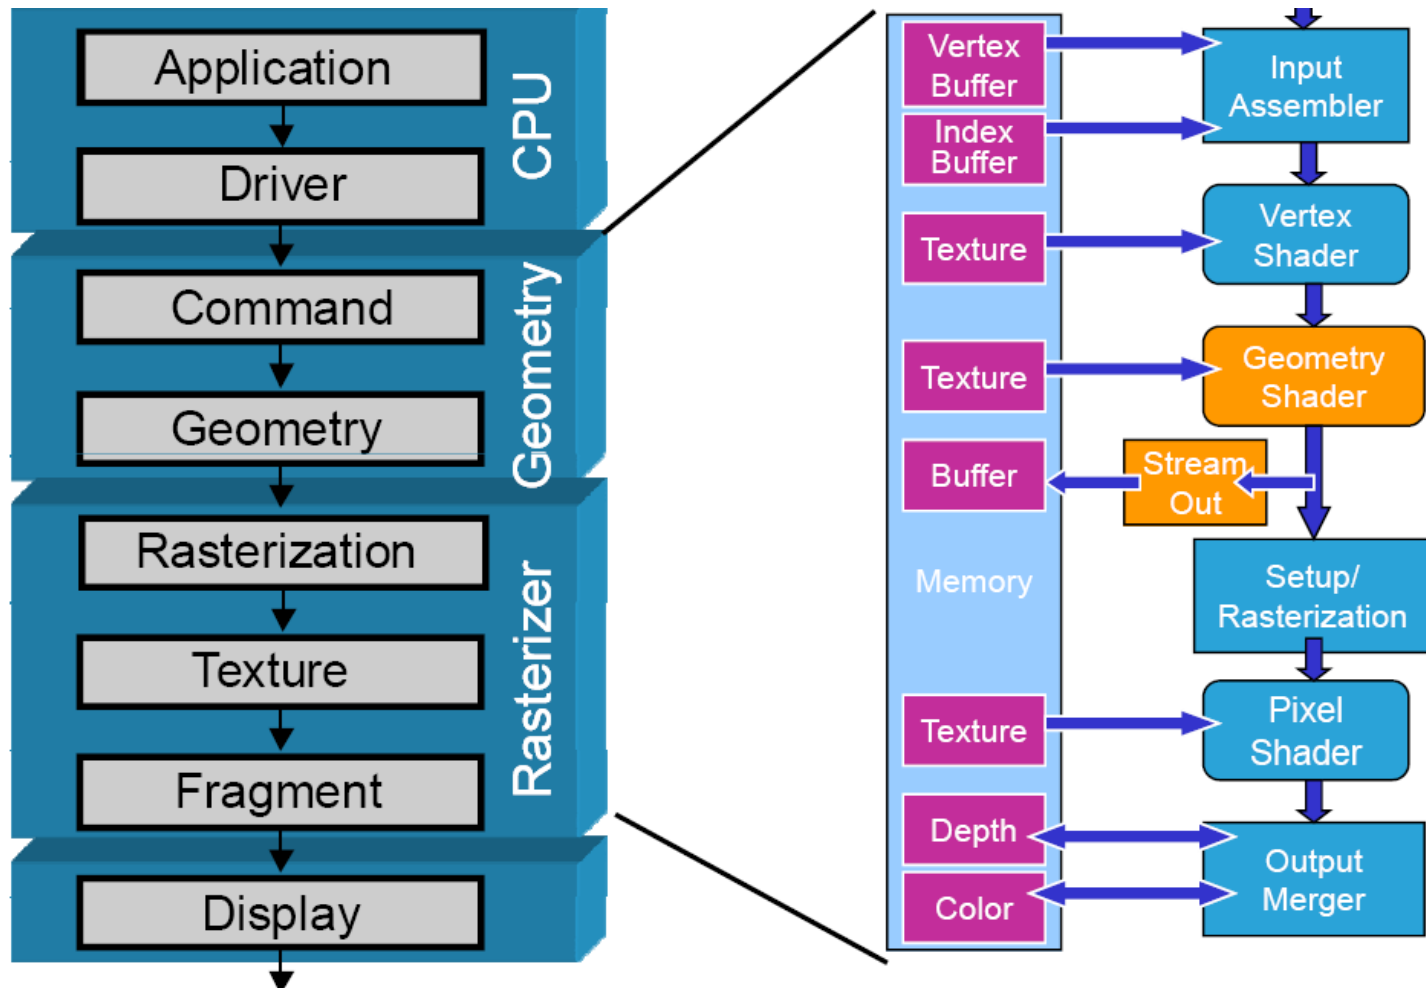 Application
Driver
CPU
Command
Geometry
Geometry
Rasterization
Texture
Fragment
Rasterizer
Display
Vertex
Buffer
Index
Buffer
Texture
Texture
Buffer
Memory
Texture
Depth
Color
Input
Assembler
Vertex
Shader
Geometry
Shader
Stream
Out
Setup/
Rasterization
Pixel
Shader
Output
Merger